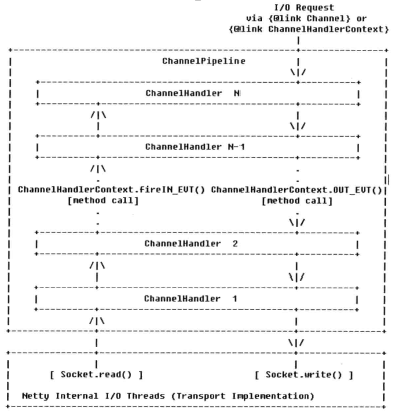 I/O Request
via {@link Channel} or
{@link ChannelHandlerContext}
ChannelPipeline
ChannelHandler N
ChannelHandler N-1
ChannelHandlerContext.fireIN_EVT() ChannelHandlerContext.OUT_EVT()
[method call] [method call]
ChannelHandler 2
ChannelHandler 1
[ Socket.read() ] [ Socket.write() ]
Netty Internal I/O Threads (Transport Implementation)